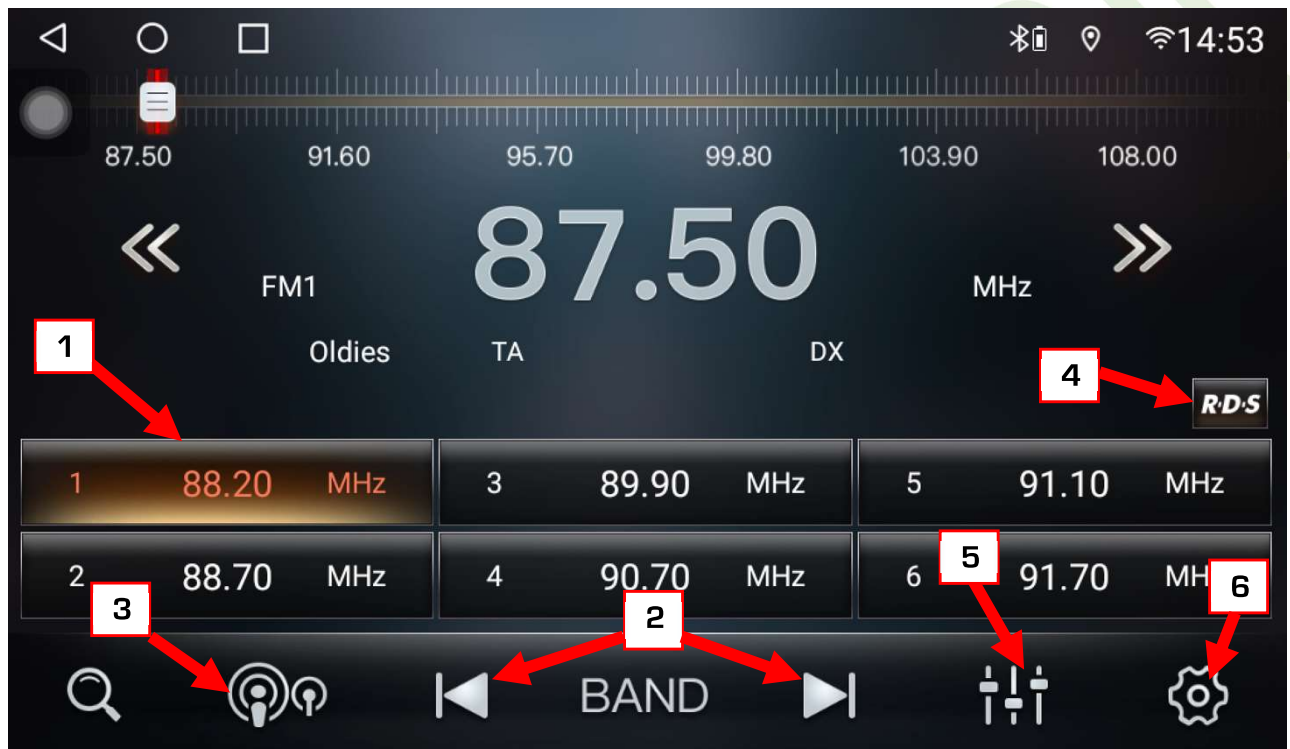 14:53
87.50 91.60 95.70 99.80 103.90 108.00
FM1 87.50 MHz
1
Oldies TA DX
4
R·D·S
1 88.20 MHz 3 89.90 MHz 5 91.10 MHz
5
2 88.70 MHz 4 90.70 MHz 6 91.70 MH
6
3
2
BAND